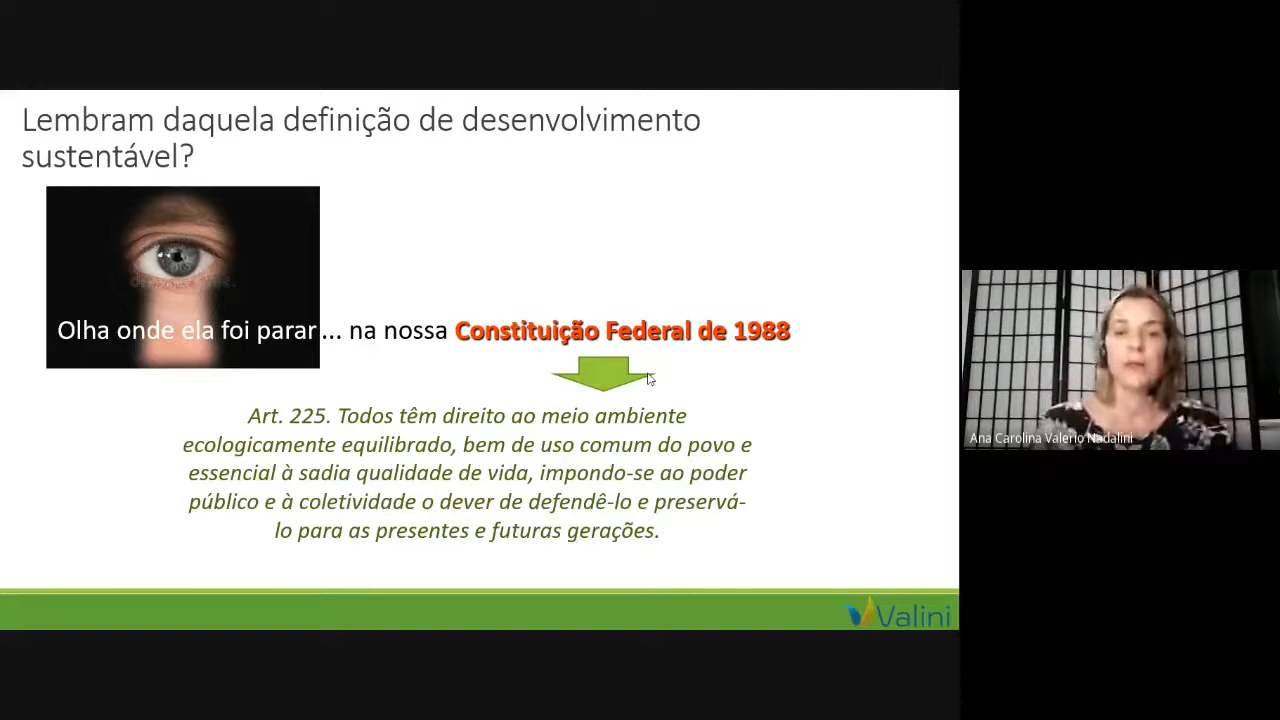 Lembram daquela definição de desenvolvimento
sustentável?
Olha onde ela foi parar ... na nossa Constituição Federal de 1988
Art. 225. Todos têm direito ao meio ambiente
ecologicamente equilibrado, bem de uso comum do povo e
essencial à sadia qualidade de vida, impondo-se ao poder
público e à coletividade o dever de defendê-lo e preservá-
lo para as presentes e futuras gerações.
Valini
Ana Carolina Valerio Nadalini